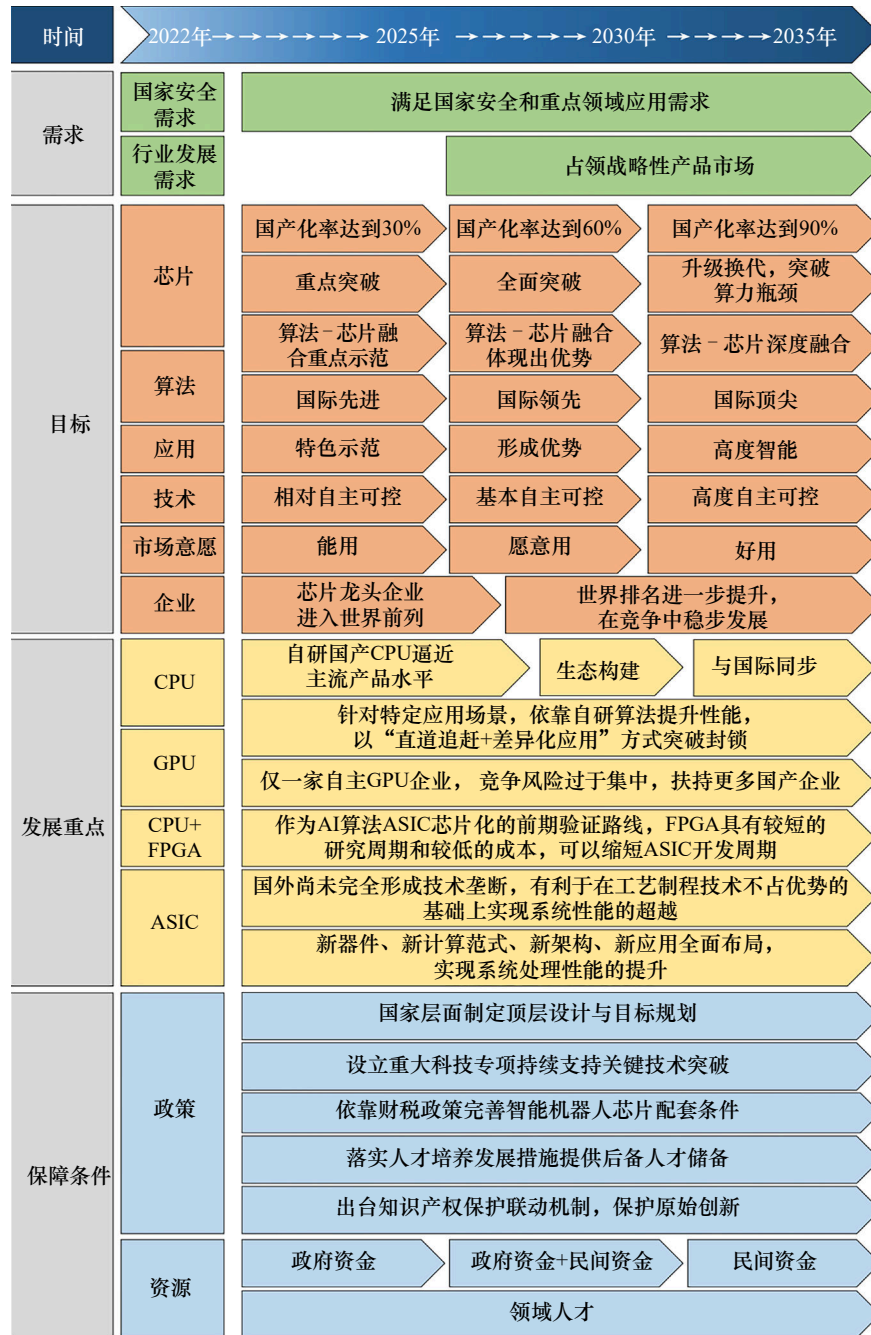 时间
2022年→→→→→→→2025年→→→→→→→2030年→→→→→2035年
需求
国家安全
需求
满足国家安全和重点领域应用需求
行业发展
需求
占领战略性产品市场
目标
芯片
国产化率达到30%
国产化率达到60%
国产化率达到90%
重点突破
全面突破
升级换代，突破
算力瓶颈
算法－芯片融
合重点示范
算法－芯片融合
体现出优势
算法－芯片深度融合
算法
国际先进
国际领先
国际顶尖
应用
特色示范
形成优势
高度智能
技术
相对自主可控
基本自主可控
高度自主可控
市场意愿
能用
愿意用
好用
企业
芯片龙头企业
进入世界前列
世界排名进一步提升，
在竞争中稳步发展
发展重点
CPU
自研国产CPU逼近
主流产品水平
生态构建
与国际同步
GPU
针对特定应用场景，依靠自研算法提升性能，
以“直道追赶+差异化应用”方式突破封锁
仅一家自主GPU企业，竞争风险过于集中，扶持更多国产企业
CPU+
FPGA
作为AI算法ASIC芯片化的前期验证路线，FPGA具有较短的
研究周期和较低的成本，可以缩短ASIC开发周期
ASIC
国外尚未完全形成技术垄断，有利于在工艺制程技术不占优势的
基础上实现系统性能的超越
新器件、新计算范式、新架构、新应用全面布局，
实现系统处理性能的提升
保障条件
政策
国家层面制定顶层设计与目标规划
设立重大科技专项持续支持关键技术突破
依靠财税政策完善智能机器人芯片配套条件
落实人才培养发展措施提供后备人才储备
出台知识产权保护联动机制，保护原始创新
资源
政府资金
政府资金+民间资金
民间资金
领域人才